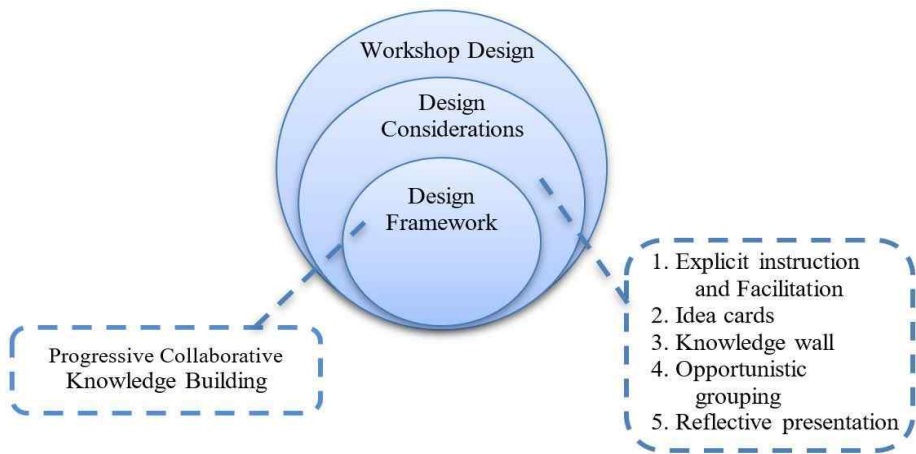 Workshop Design
Design
Considerations
Design
Framework
Progressive Collaborative
Knowledge Building
1. Explicit instruction
and Facilitation
2. Idea cards
3. Knowledge wall
4. Opportunistic
grouping
5. Reflective presentation